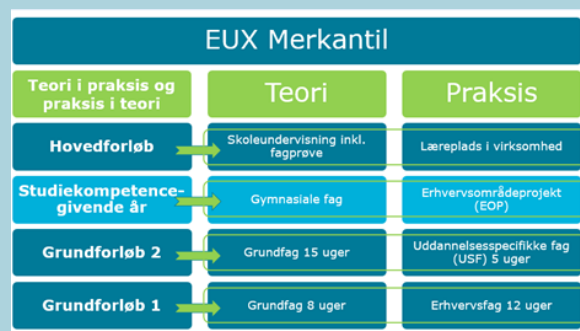 EUX Merkantil
Teori i praksis og
praksis i teori
Teori
Praksis
Hovedforløb
Skoleundervisning inkl.
fagprøve
Læreplads i virksomhed
Studiekompetence-
givende år
Gymnasiale fag
Erhvervsområdeprojekt
(EOP)
Grundforløb 2
Grundfag 15 uger
Uddannelsesspecifikke fag
(USF) 5 uger
Grundforløb 1
Grundfag 8 uger
Erhvervsfag 12 uger